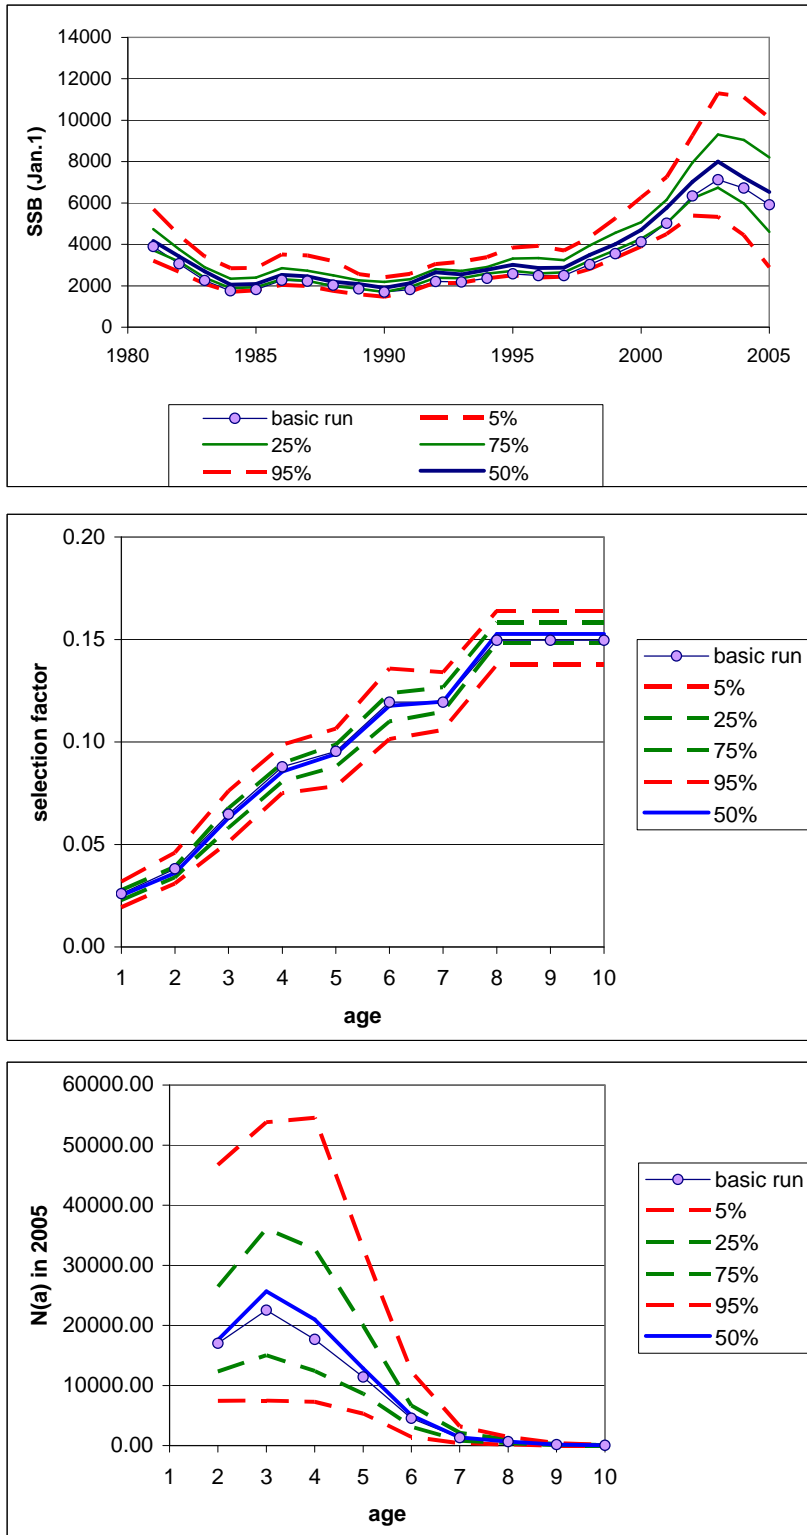 14000
12000
10000
8000
6000
4000
2000
0
SSB (Jan.1)
1980 1985 1990 1995 2000 2005
basic run 5%
25% 75%
95% 50%
0.20
0.15
0.10
0.05
0.00
selection factor
1 2 3 4 5 6 7 8 9 10
age
basic run
5%
25%
75%
95%
50%
60000.00
50000.00
40000.00
30000.00
20000.00
10000.00
0.00
N(a) in 2005
1 2 3 4 5 6 7 8 9 10
age
basic run
5%
25%
75%
95%
50%